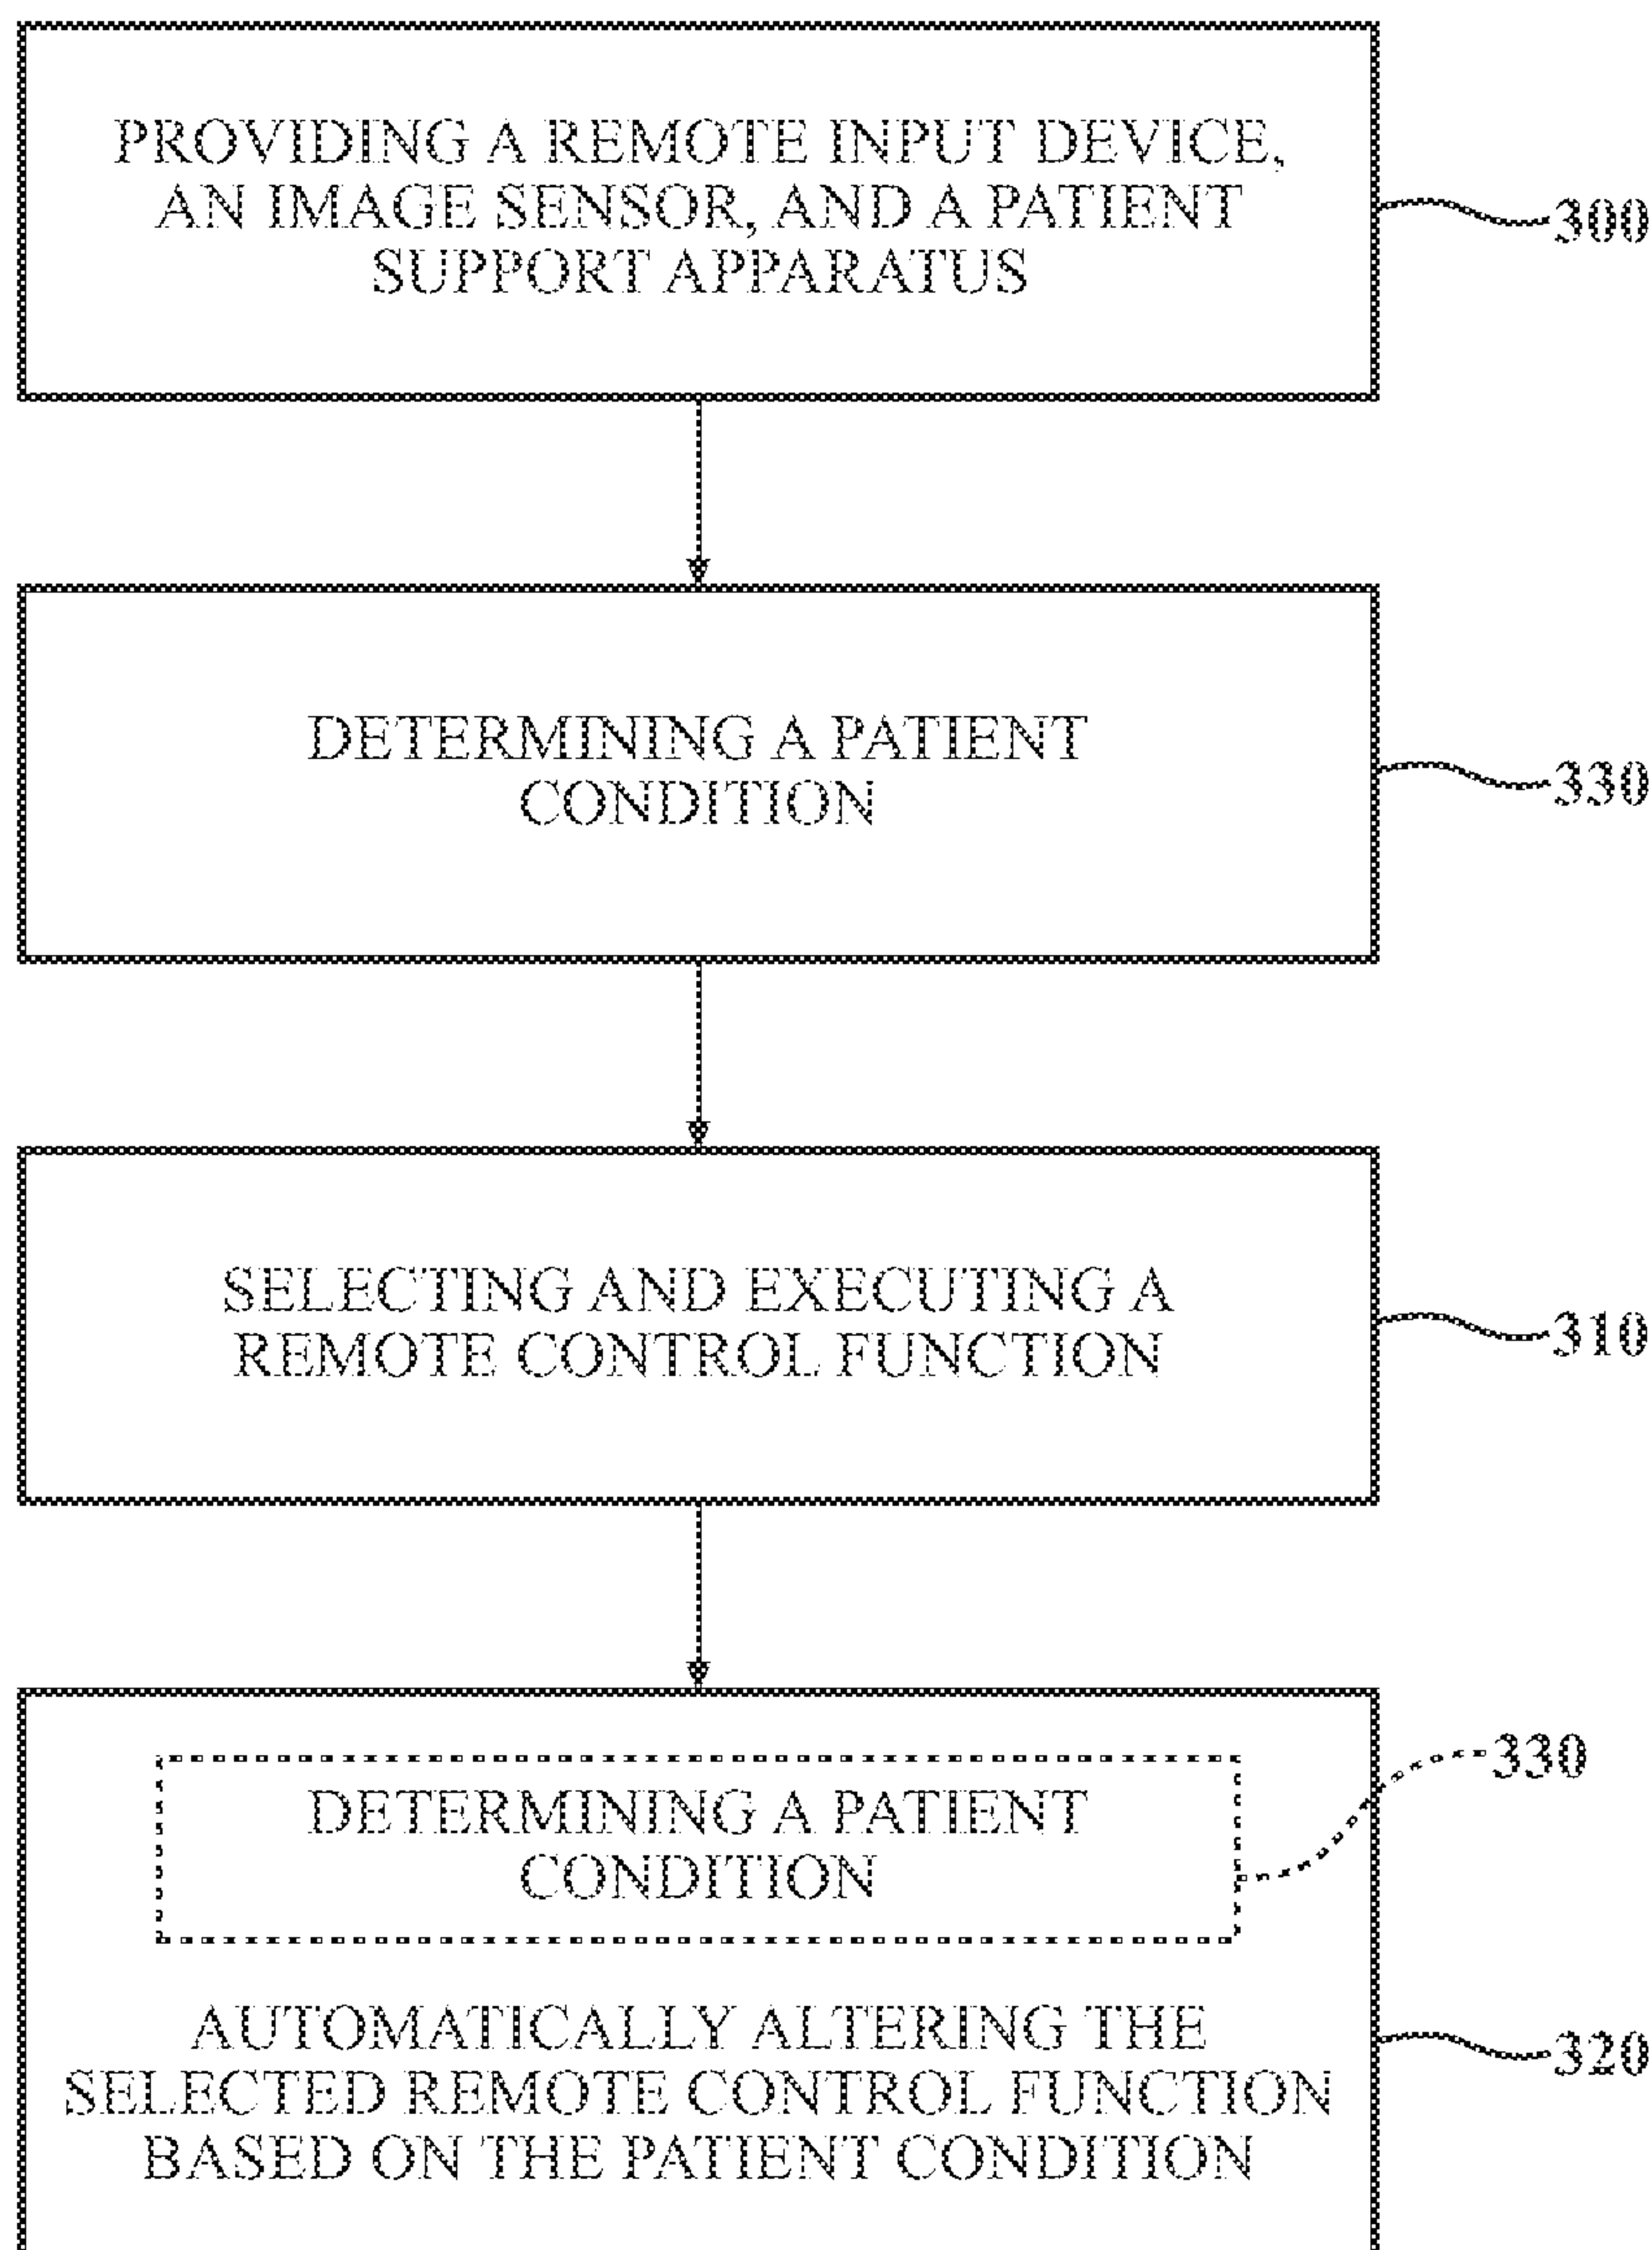 PROVIDING A REMOTE INPUT DEVICE,
AN IMAGE SENSOR, AND A PATIENT
SUPPORT APPARATUS
300
DETERMINING A PATIENT
CONDITION
330
SELECTING AND EXECUTING A
REMOTE CONTROL FUNCTION
310
DETERMINING A PATIENT
CONDITION
330
AUTOMATICALLY ALTERING THE
SELECTED REMOTE CONTROL FUNCTION
BASED ON THE PATIENT CONDITION
320